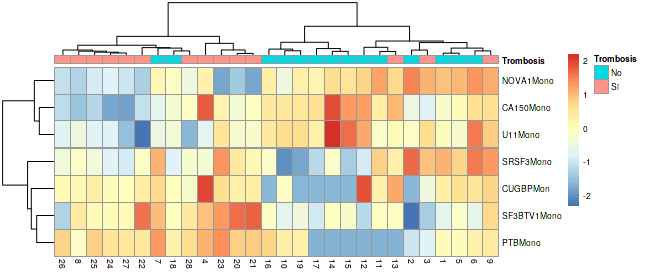 Trombosis
NOVA1Mono
CA150Mono
U11Mono
SRSF3Mono
CUGBPMon
SF3BTV1Mono
PTBMono
26 8 25 24 27 22 7 18 28 4 23 20 21 16 10 19 17 14 15 12 11 13 2 3 1 5 6 9
2
1
0
-1
-2
Trombosis
No
SI